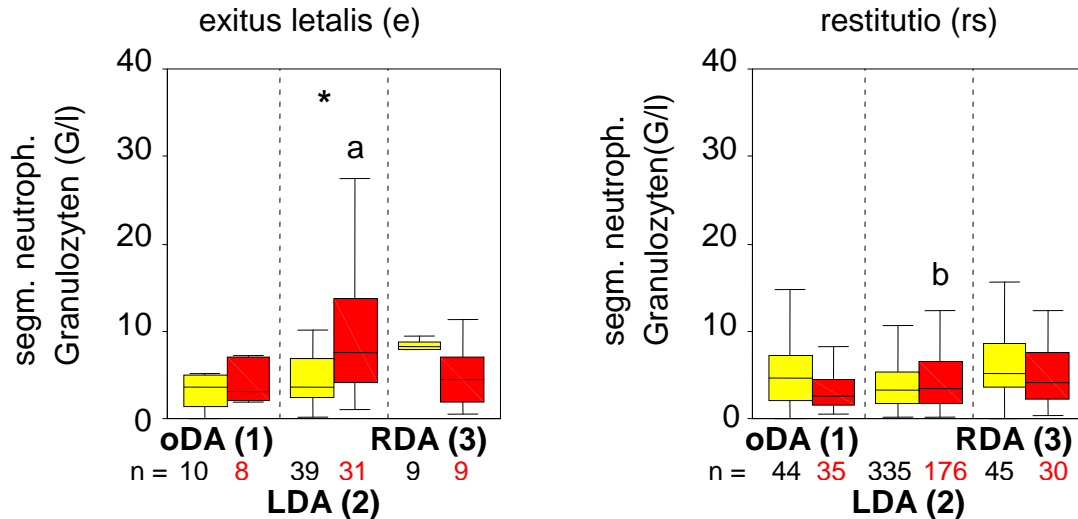 exitus letalis (e)
segm. neutroph.
Granulozyten (G/l)
40
30
20
10
0
*
a
oDA (1) RDA (3)
n = 10 8 39 31 9 9
LDA (2)
restitutio (rs)
segm. neutroph.
Granulozyten(G/l)
40
30
20
10
0
b
oDA (1) RDA (3)
n = 44 35 335 176 45 30
LDA (2)